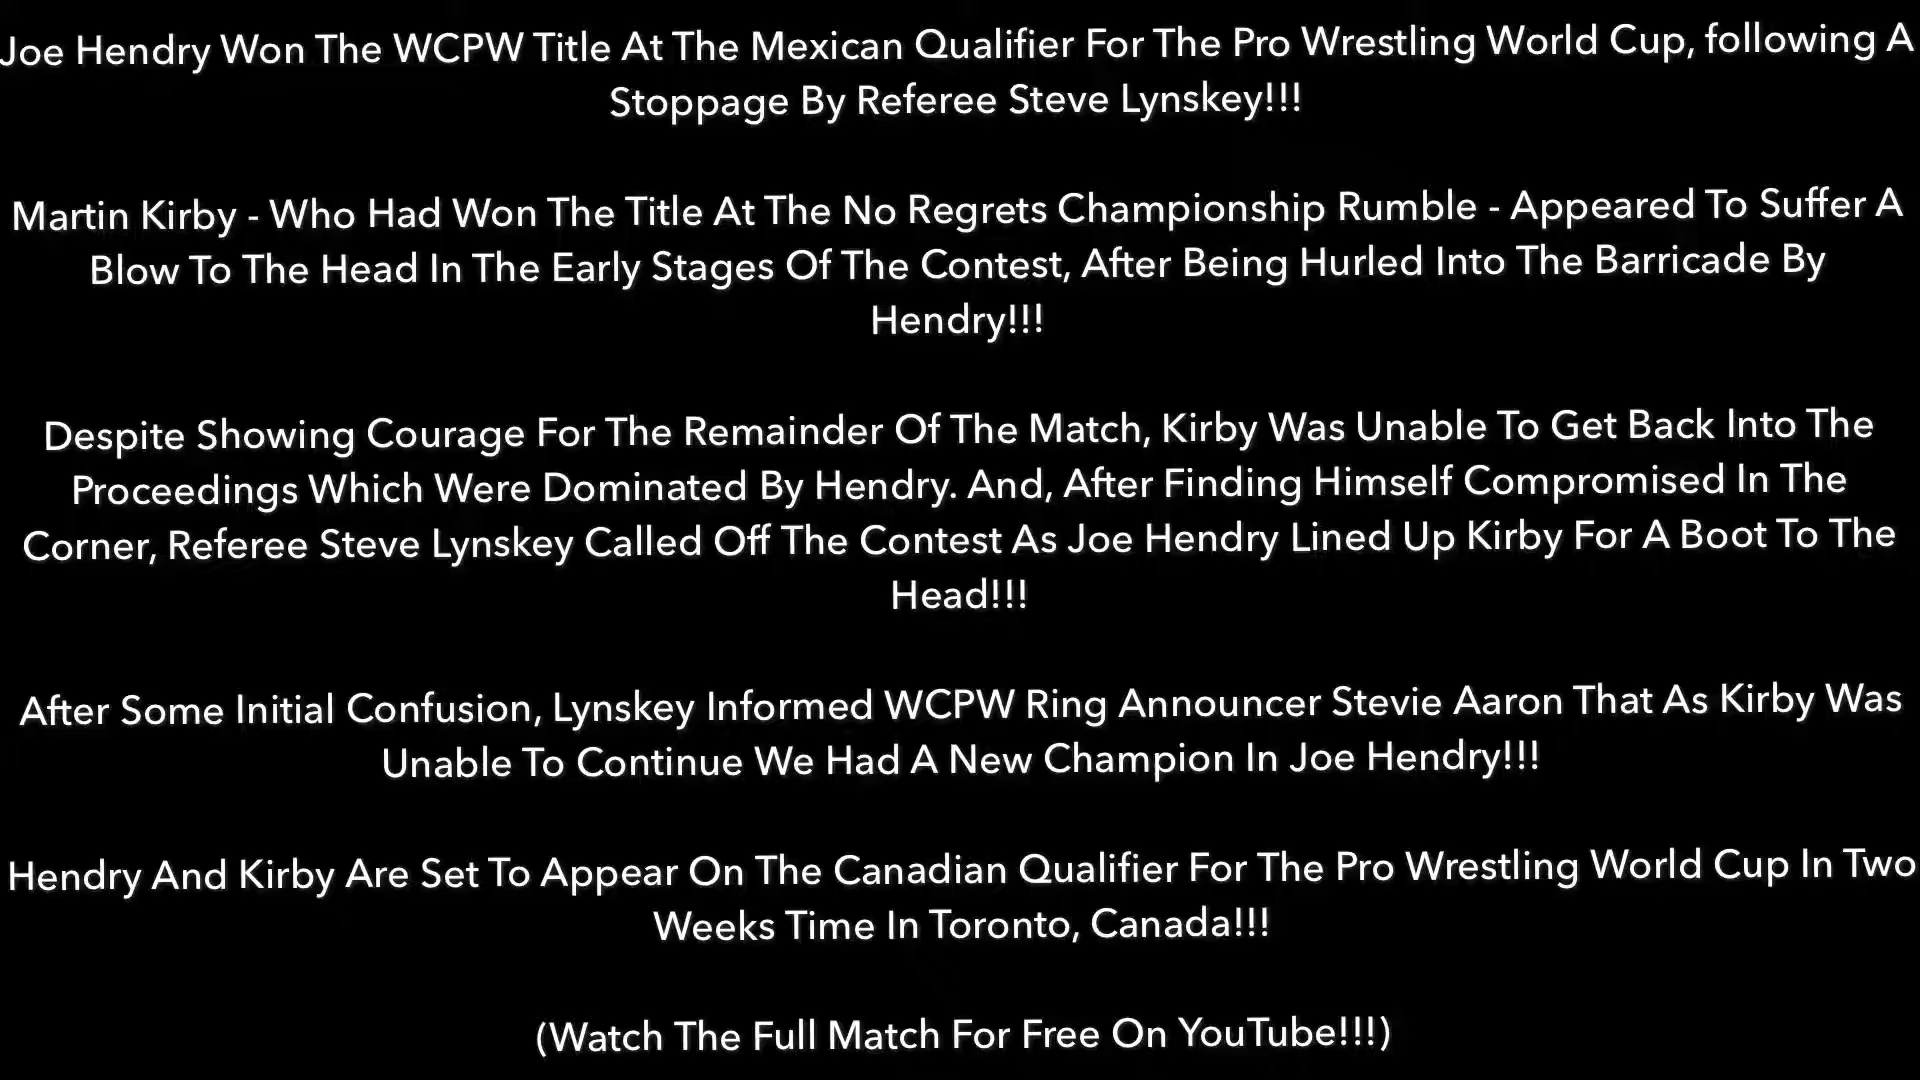 Joe Hendry Won The WCPW Title At The Mexican Qualifier For The Pro Wrestling World Cup, following A
Stoppage By Referee Steve Lynskey!!!
Martin Kirby - Who Had Won The Title At The No Regrets Championship Rumble - Appeared To Suffer A
Blow To The Head In The Early Stages Of The Contest, After Being Hurled Into The Barricade By
Hendry!!!
Despite Showing Courage For The Remainder Of The Match, Kirby Was Unable To Get Back Into The
Proceedings Which Were Dominated By Hendry. And, After Finding Himself Compromised In The
Corner, Referee Steve Lynskey Called Off The Contest As Joe Hendry Lined Up Kirby For A Boot To The
Head!!!
After Some Initial Confusion, Lynskey Informed WCPW Ring Announcer Stevie Aaron That As Kirby Was
Unable To Continue We Had A New Champion In Joe Hendry!!!
Hendry And Kirby Are Set To Appear On The Canadian Qualifier For The Pro Wrestling World Cup In Two
Weeks Time In Toronto, Canada!!!
(Watch The Full Match For Free On YouTube!!!)